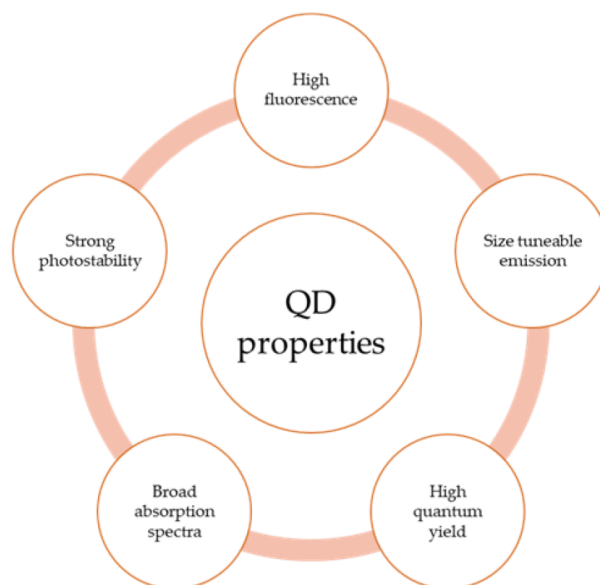 High
fluorescence
Size tuneable
emission
High
quantum
yield
Broad
absorption
spectra
Strong
photostability
QD
properties